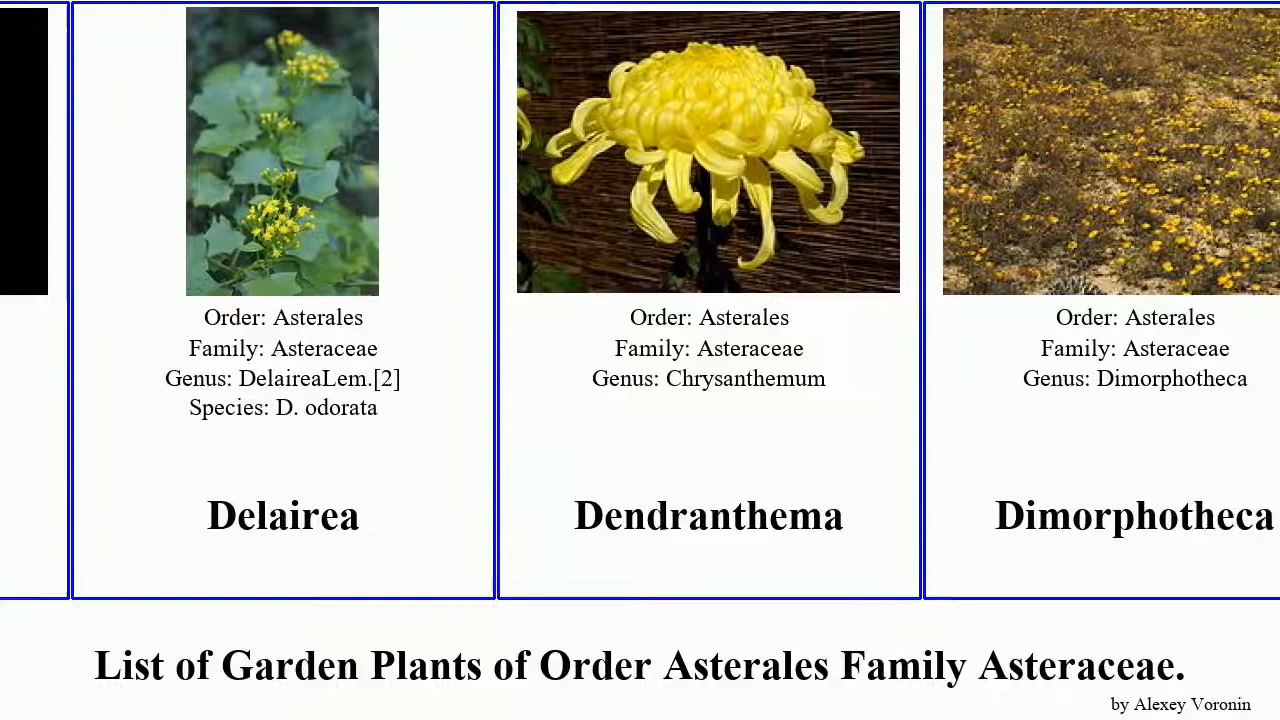 Order: Asterales
Family: Asteraceae
Genus: DelaireaLem.[2]
Species: D. odorata
Delairea
Order: Asterales
Family: Asteraceae
Genus: Chrysanthemum
Dendranthema
Order: Asterales
Family: Asteraceae
Genus: Dimorphotheca
Dimorphotheca
List of Garden Plants of Order Asterales Family Asteraceae.
by Alexey Voronin